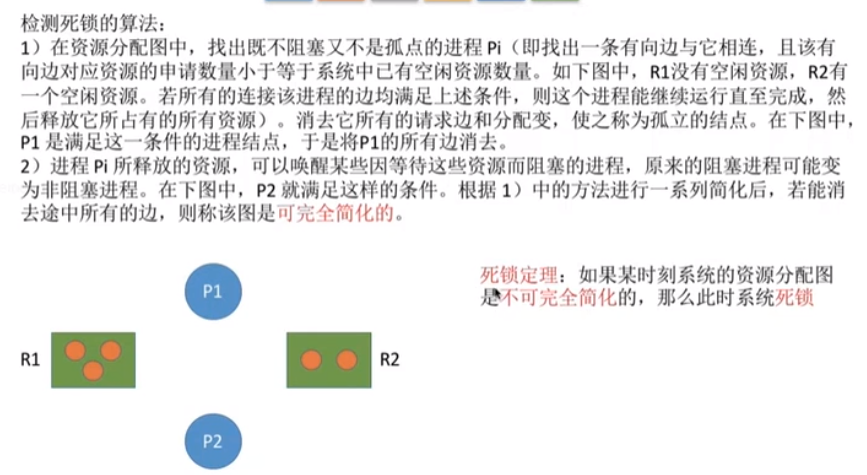 检测死锁的算法：
1）在资源分配图中，找出既不阻塞又不是孤点的进程 Pi（即找出一条有向边与它相连，且该有
向边对应资源的申请数量小于等于系统中已有空闲资源数量。如下图中，R1没有空闲资源，R2有
一个空闲资源。若所有的连接该进程的边均满足上述条件，则这个进程能继续运行直至完成，然
后释放它所占有的所有资源）。消去它所有的请求边和分配变，使之称为孤立的结点。在下图中，
P1 是满足这一条件的进程结点，于是将P1的所有边消去。
2）进程 Pi 所释放的资源，可以唤醒某些因等待这些资源而阻塞的进程，原来的阻塞进程可能变
为非阻塞进程。在下图中，P2 就满足这样的条件。根据 1）中的方法进行一系列简化后，若能消
去途中所有的边，则称该图是可完全简化的。
死锁定理：如果某时刻系统的资源分配图
是不可完全简化的，那么此时系统死锁
P1
R1
R2
P2